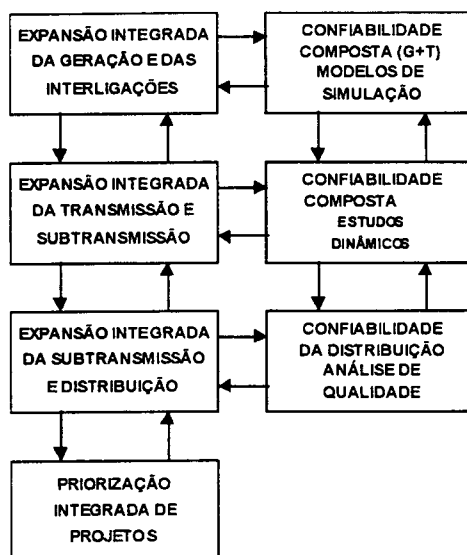 EXPANSÃO INTEGRADA
DA GERAÇÃO E DAS
INTERLIGAÇÕES
CONFIABILIDADE
COMPOSTA (G+T)
MODELOS DE
SIMULAÇÃO
EXPANSÃO INTEGRADA
DA TRANSMISSÃO E
SUBTRANSMISSÃO
CONFIABILIDADE
COMPOSTA
ESTUDOS
DINÂMICOS
EXPANSÃO INTEGRADA
DA SUBTRANSMISSÃO
E DISTRIBUIÇÃO
CONFIABILIDADE
DA DISTRIBUIÇÃO
ANÁLISE DE
QUALIDADE
PRIORIZAÇÃO
INTEGRADA DE
PROJETOS